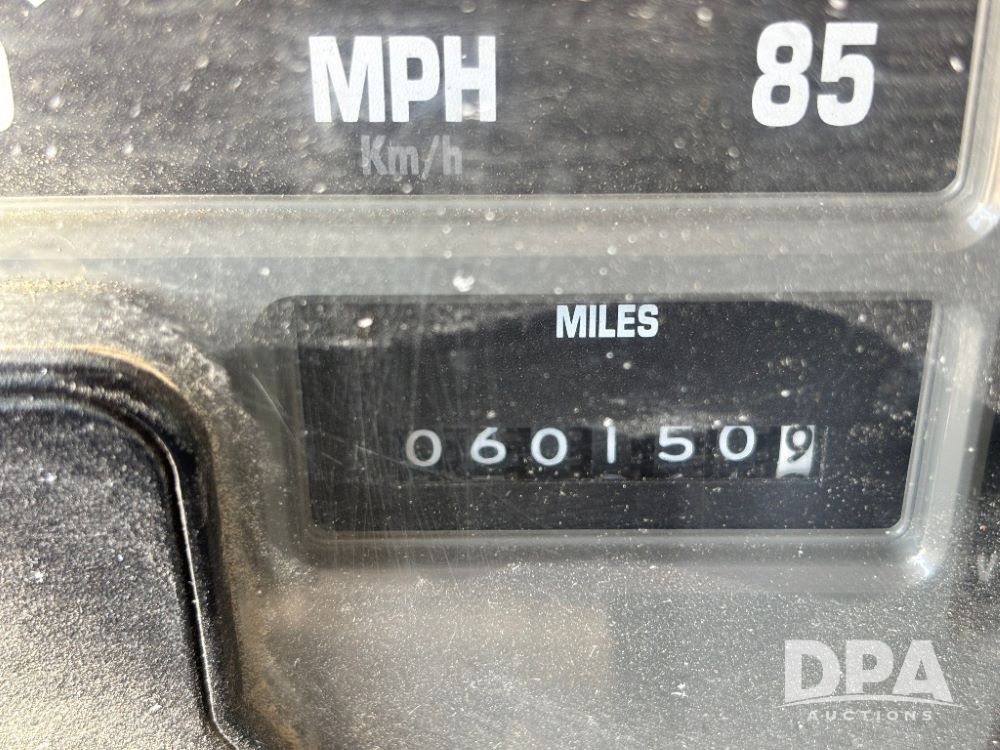 MPH 85
Km/h
MILES
0601509
DPA
AUCTIONS